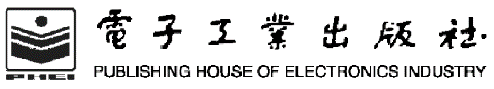 電子工業出版社.
PHEI
PUBLISHING HOUSE OF ELECTRONICS INDUSTRY